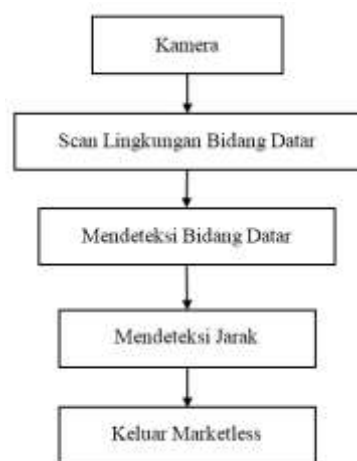 Kamera
Scan Lingkungan Bidang Datar
Mendeteksi Bidang Datar
Mendeteksi Jarak
Keluar Marketless